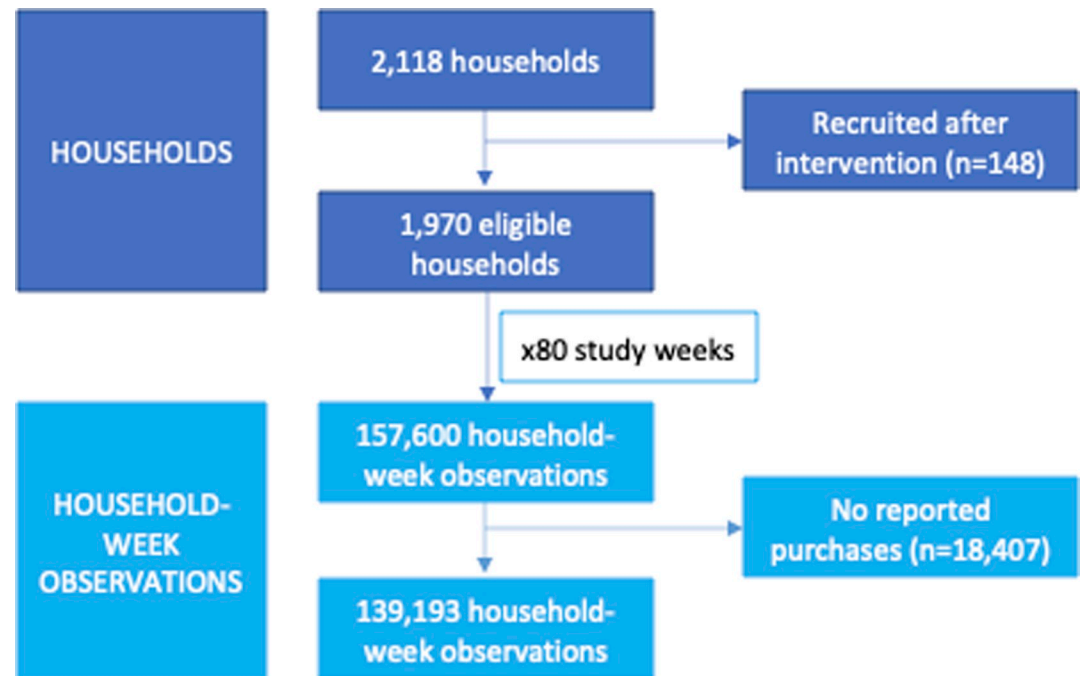 HOUSEHOLDS
2,118 households
Recruited after
intervention (n=148)
1,970 eligible
households
x80 study weeks
HOUSEHOLD-
WEEK
OBSERVATIONS
157,600 household-
week observations
No reported
purchases (n=18,407)
139,193 household-
week observations